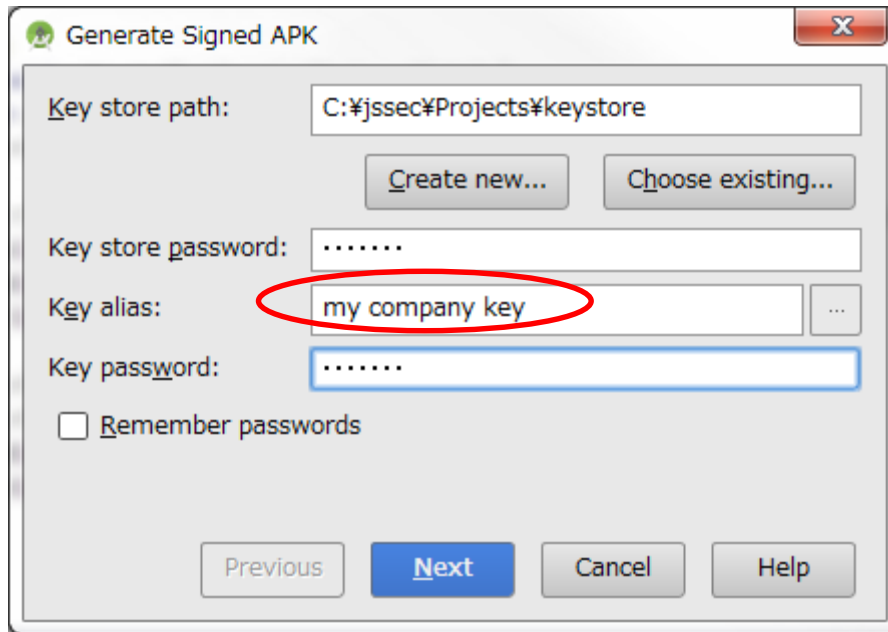 Generate Signed APK
Key store path: C:¥jssec¥Projects¥keystore
Create new... Choose existing...
Key store password: ·······
Key alias: my company key ...
Key password: ·······
Remember passwords
Previous Next Cancel Help